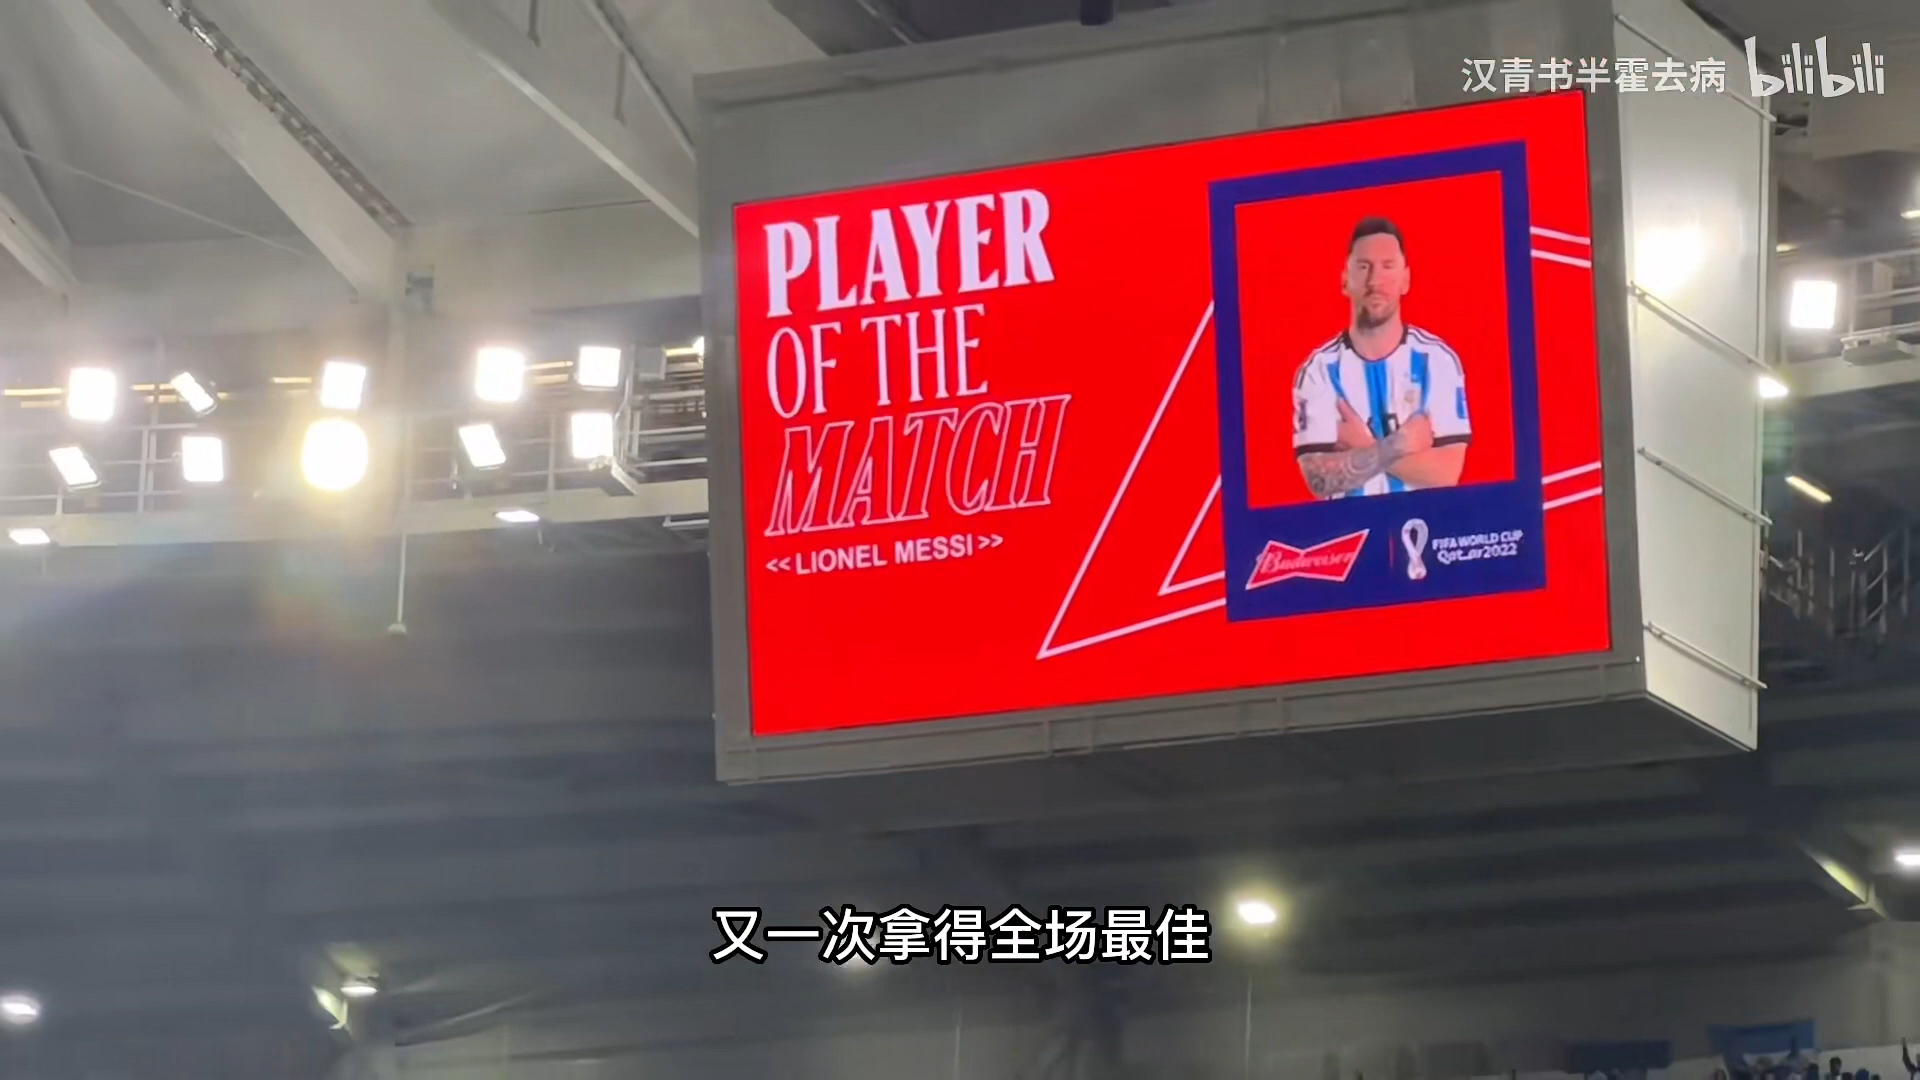 汉青书半霍去病 bilibili
PLAYER
OF THE
MATCH
<< LIONEL MESSI >>
Budweiser
FIFA WORLD CUP
Qatar2022
又一次拿得全场最佳